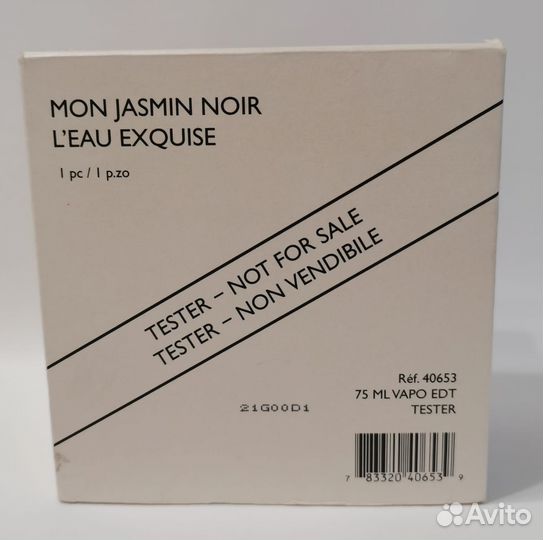 MON JASMIN NOIR
L'EAU EXQUISE
1 pc / 1 p.zo
TESTER – NOT FOR SALE
TESTER – NON VENDIBILE
Réf. 40653
75 ML VAPO EDT
TESTER
21G00D1
7 83320 40653 9
Avito